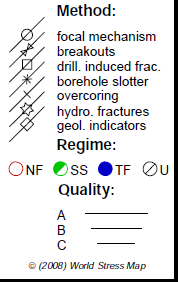 Method:
focal mechanism
breakouts
drill. induced frac.
borehole slotter
overcoring
hydro. fractures
geol. indicators
Regime:
NF SS TF U
Quality:
A
B
C
© (2008) World Stress Map